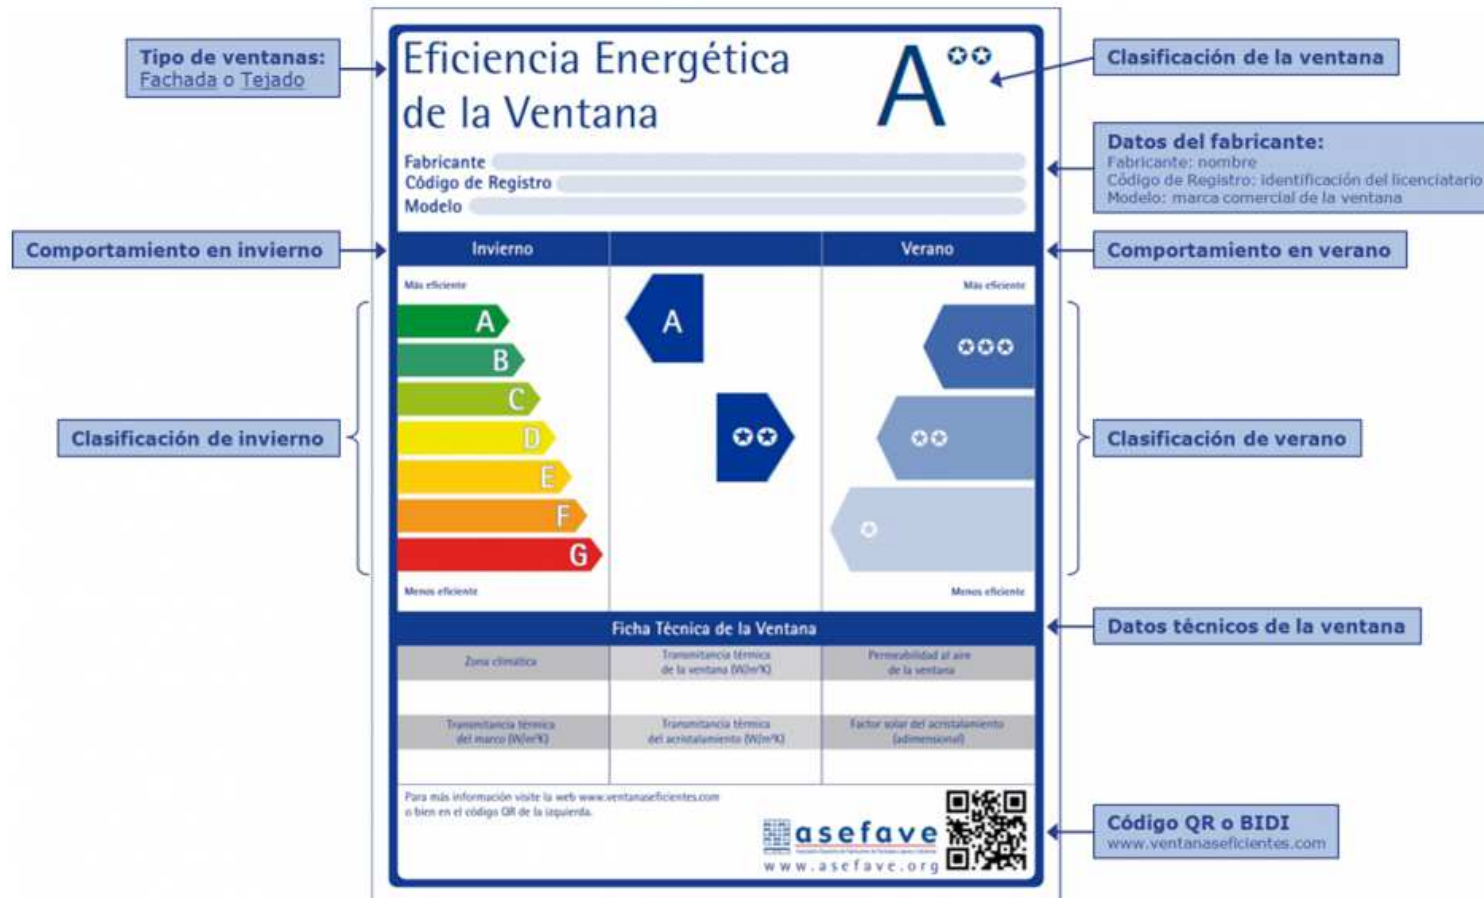 Tipo de ventanas:
Fachada o Tejado
Eficiencia Energética
de la Ventana
A✪✪
Clasificación de la ventana
Fabricante
Código de Registro
Modelo
Datos del fabricante:
Fabricante: nombre
Código de Registro: identificación del licenciatario
Modelo: marca comercial de la ventana
Comportamiento en invierno
Invierno
Verano
Comportamiento en verano
Más eficiente
Más eficiente
A
B
C
D
E
F
G
A
✪✪
✪✪✪
✪✪
✪
Clasificación de invierno
Clasificación de verano
Menos eficiente
Menos eficiente
Ficha Técnica de la Ventana
Datos técnicos de la ventana
Zona climática
Transmitancia térmica
de la ventana (W/m²K)
Permeabilidad al aire
de la ventana
Transmitancia térmica
del marco (W/m²K)
Transmitancia térmica
del acristalamiento (W/m²K)
Factor solar del acristalamiento
(adimensional)
Para más información visite la web www.ventanaseficientes.com
o bien en el código QR de la izquierda.
asefave
www.asefave.org
Código QR o BIDI
www.ventanaseficientes.com